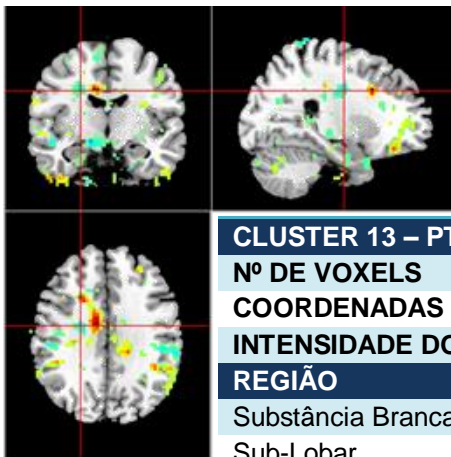 CLUSTER 13 – PT
Nº DE VOXELS
COORDENADAS
INTENSIDADE DO
REGIÃO
Substância Branca
Sub-Lobar